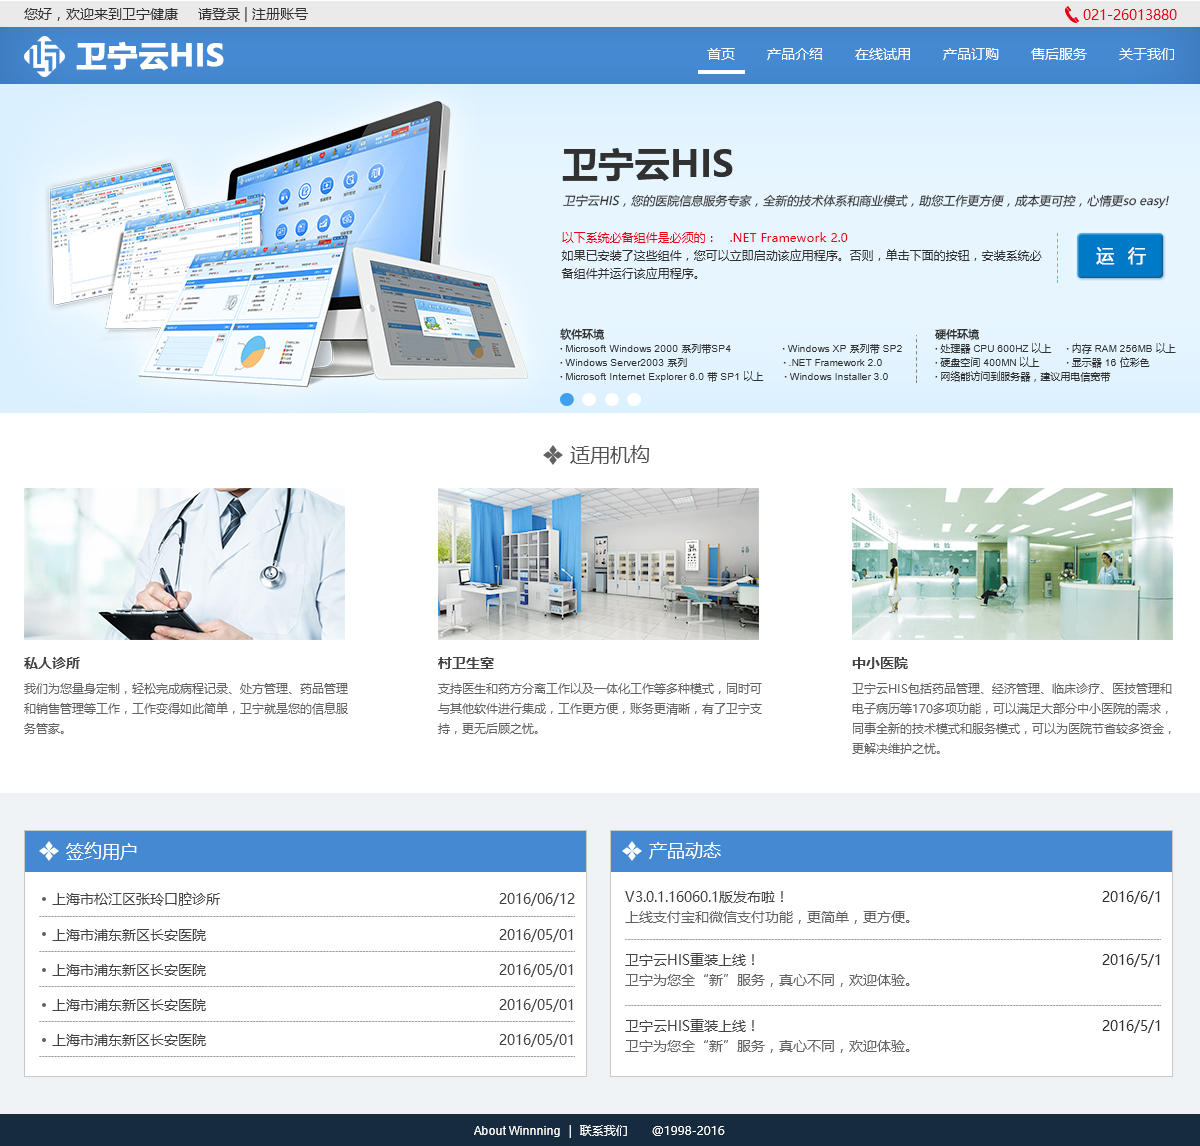 您好，欢迎来到卫宁健康 请登录 | 注册账号
021-26013880
卫宁云HIS
首页 产品介绍 在线试用 产品订购 售后服务 关于我们
卫宁云HIS
卫宁云HIS，您的医院信息服务专家，全新的技术体系和商业模式，助您工作更方便，成本更可控，心情更so easy!
以下系统必备组件是必须的： .NET Framework 2.0
如果已安装了这些组件，您可以立即启动该应用程序。否则，单击下面的按钮，安装系统必
备组件并运行该应用程序。
运 行
软件环境
· Microsoft Windows 2000 系列带SP4 · Windows XP 系列带 SP2
· Windows Server2003 系列 · .NET Framework 2.0
· Microsoft Internet Explorer 6.0 带 SP1 以上 · Windows Installer 3.0
硬件环境
· 处理器 CPU 600HZ 以上 · 内存 RAM 256MB 以上
· 硬盘空间 400MN 以上 · 显示器 16 位彩色
· 网络能访问到服务器，建议用电信宽带
适用机构
私人诊所
我们为您量身定制，轻松完成病程记录、处方管理、药品管理
和销售管理等工作，工作变得如此简单，卫宁就是您的信息服
务管家。
村卫生室
支持医生和药方分离工作以及一体化工作等多种模式，同时可
与其他软件进行集成，工作更方便，账务更清晰，有了卫宁支
持，更无后顾之忧。
中小医院
卫宁云HIS包括药品管理、经济管理、临床诊疗、医技管理和
电子病历等170多项功能，可以满足大部分中小医院的需求，
同事全新的技术模式和服务模式，可以为医院节省较多资金，
更解决维护之忧。
签约用户
• 上海市松江区张玲口腔诊所 2016/06/12
• 上海市浦东新区长安医院 2016/05/01
• 上海市浦东新区长安医院 2016/05/01
• 上海市浦东新区长安医院 2016/05/01
• 上海市浦东新区长安医院 2016/05/01
产品动态
V3.0.1.16060.1版发布啦！ 2016/6/1
上线支付宝和微信支付功能，更简单，更方便。
卫宁云HIS重装上线！ 2016/5/1
卫宁为您全“新”服务，真心不同，欢迎体验。
卫宁云HIS重装上线！ 2016/5/1
卫宁为您全“新”服务，真心不同，欢迎体验。
About Winnning | 联系我们 @1998-2016